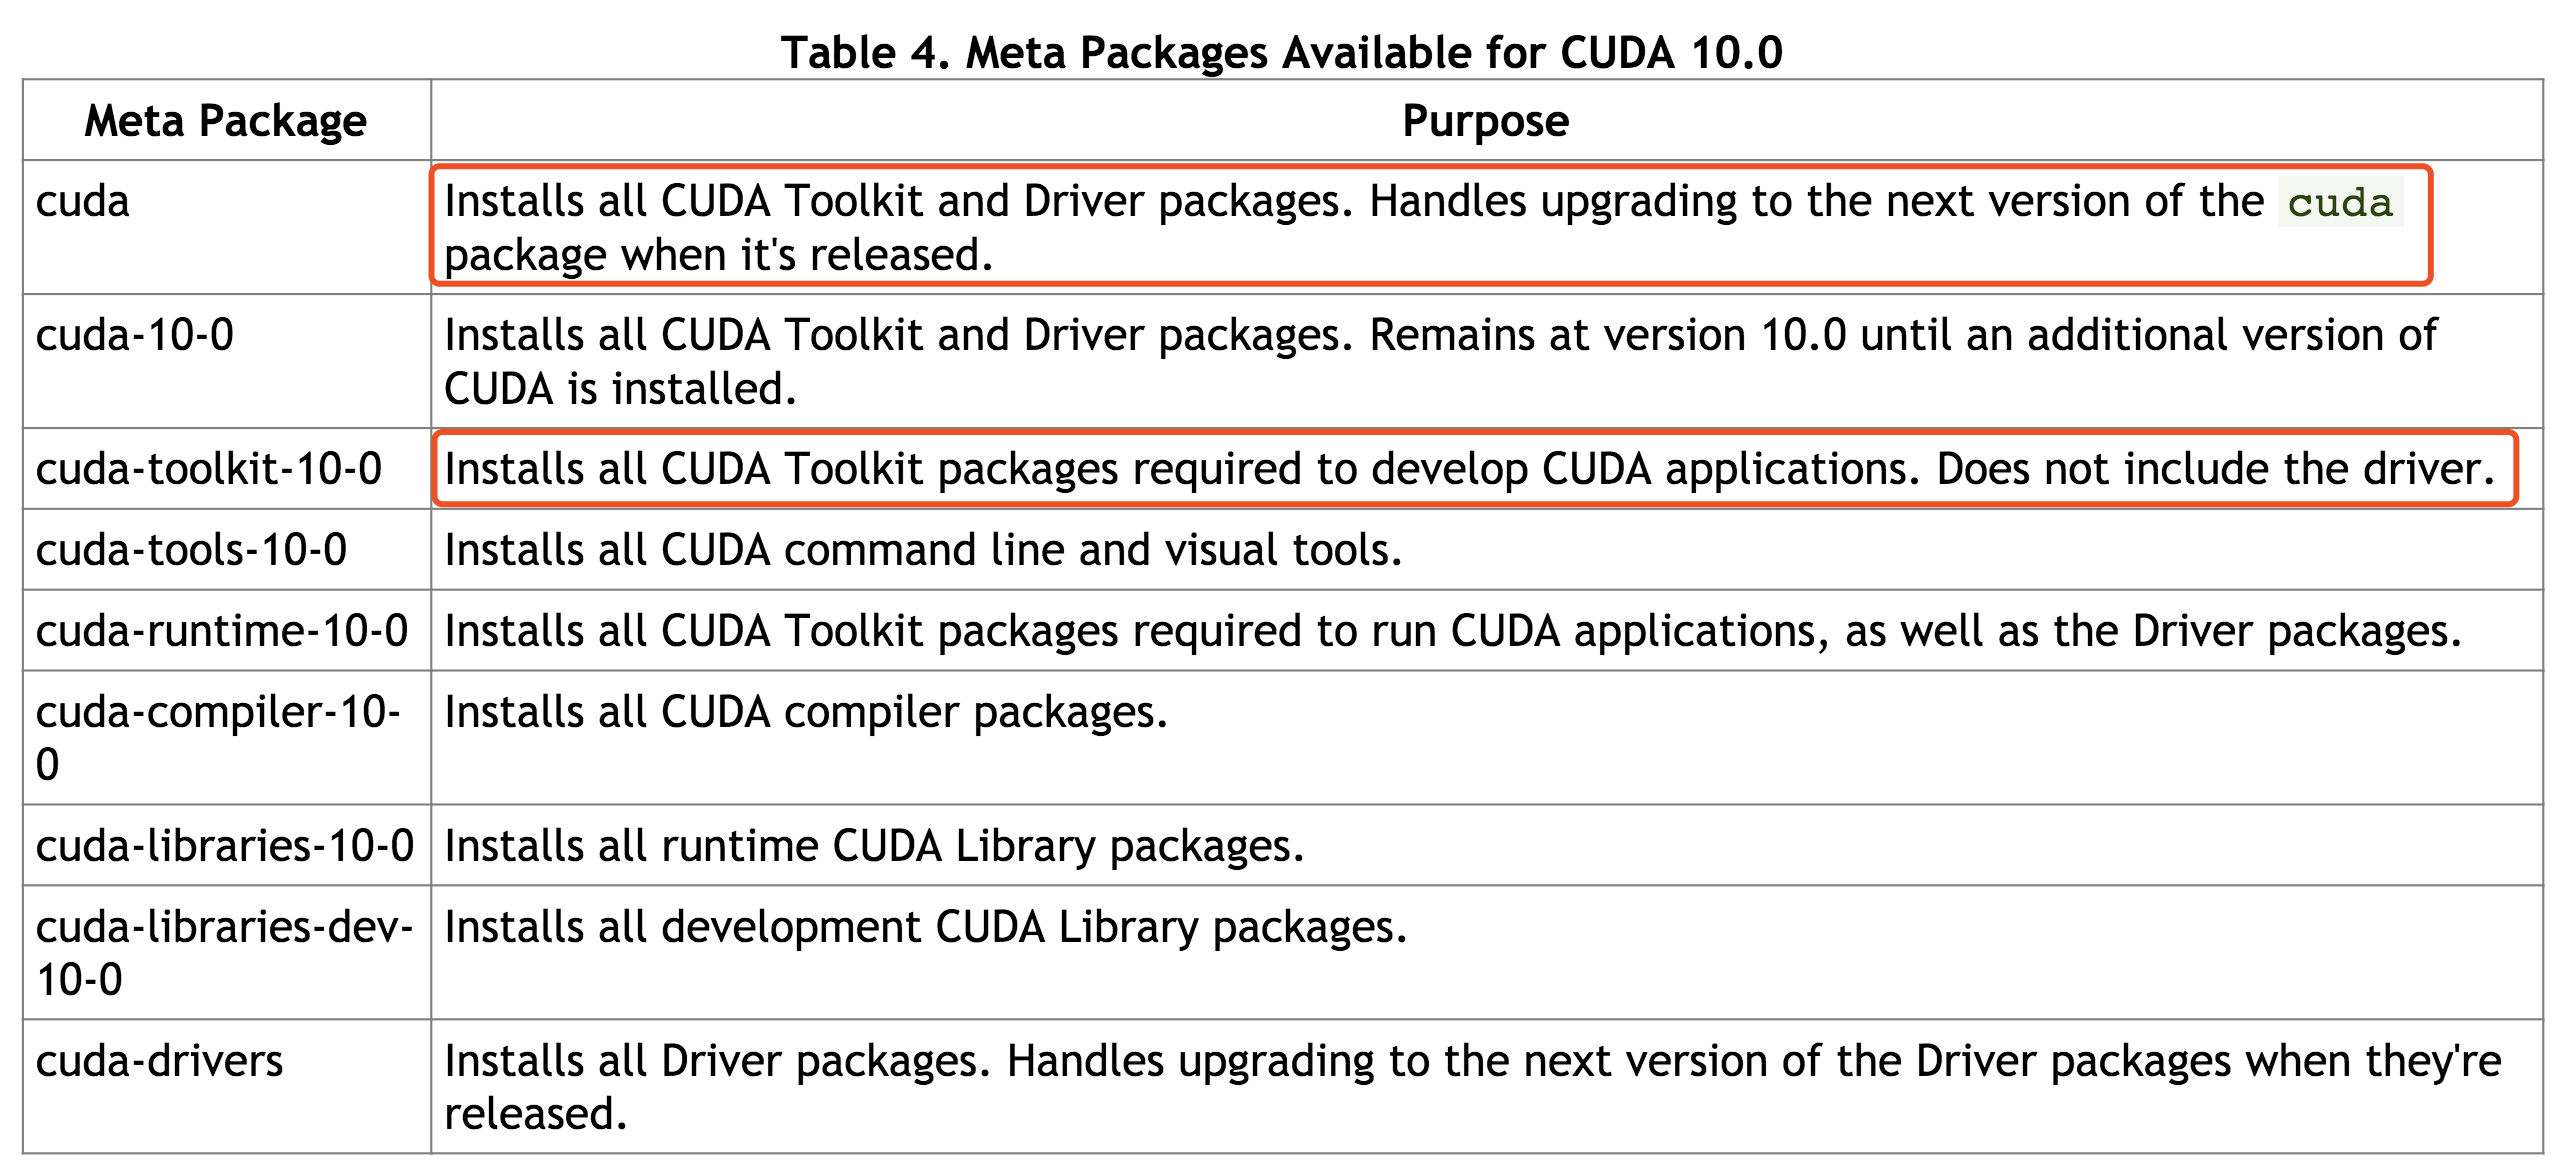 Table 4. Meta Packages Available for CUDA 10.0
Meta Package
Purpose
cuda
Installs all CUDA Toolkit and Driver packages. Handles upgrading to the next version of the cuda
package when it's released.
cuda-10-0
Installs all CUDA Toolkit and Driver packages. Remains at version 10.0 until an additional version of
CUDA is installed.
cuda-toolkit-10-0
Installs all CUDA Toolkit packages required to develop CUDA applications. Does not include the driver.
cuda-tools-10-0
Installs all CUDA command line and visual tools.
cuda-runtime-10-0
Installs all CUDA Toolkit packages required to run CUDA applications, as well as the Driver packages.
cuda-compiler-10-
0
Installs all CUDA compiler packages.
cuda-libraries-10-0
Installs all runtime CUDA Library packages.
cuda-libraries-dev-
10-0
Installs all development CUDA Library packages.
cuda-drivers
Installs all Driver packages. Handles upgrading to the next version of the Driver packages when they're
released.